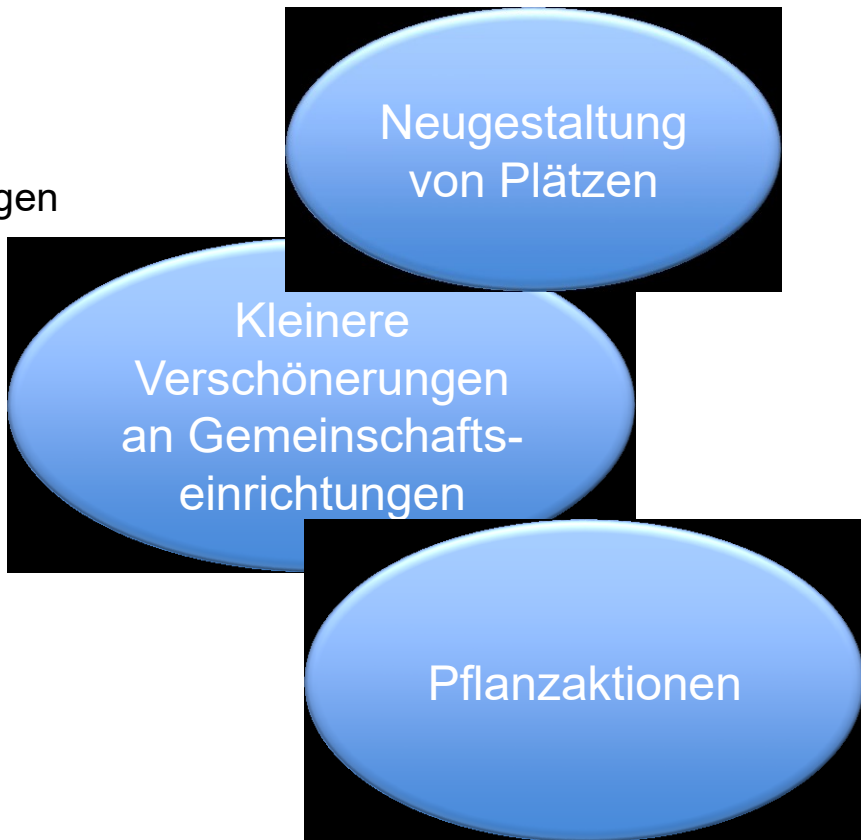 Neugestaltung
von Plätzen
gen
Kleinere
Verschönerungen
an Gemeinschafts-
einrichtungen
Pflanzaktionen